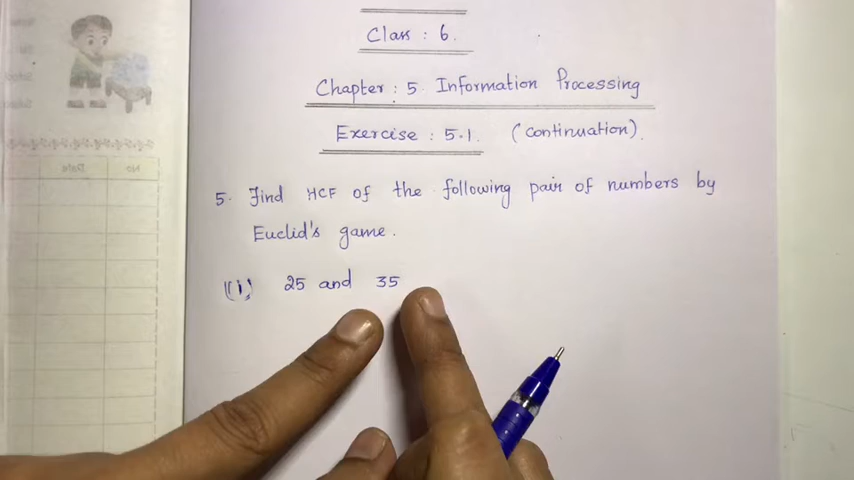 Class : 6.
Chapter : 5. Information Processing
Exercise : 5.1. (continuation).
5. Find HCF of the following pair of numbers by
Euclid's game.
(i) 25 and 35